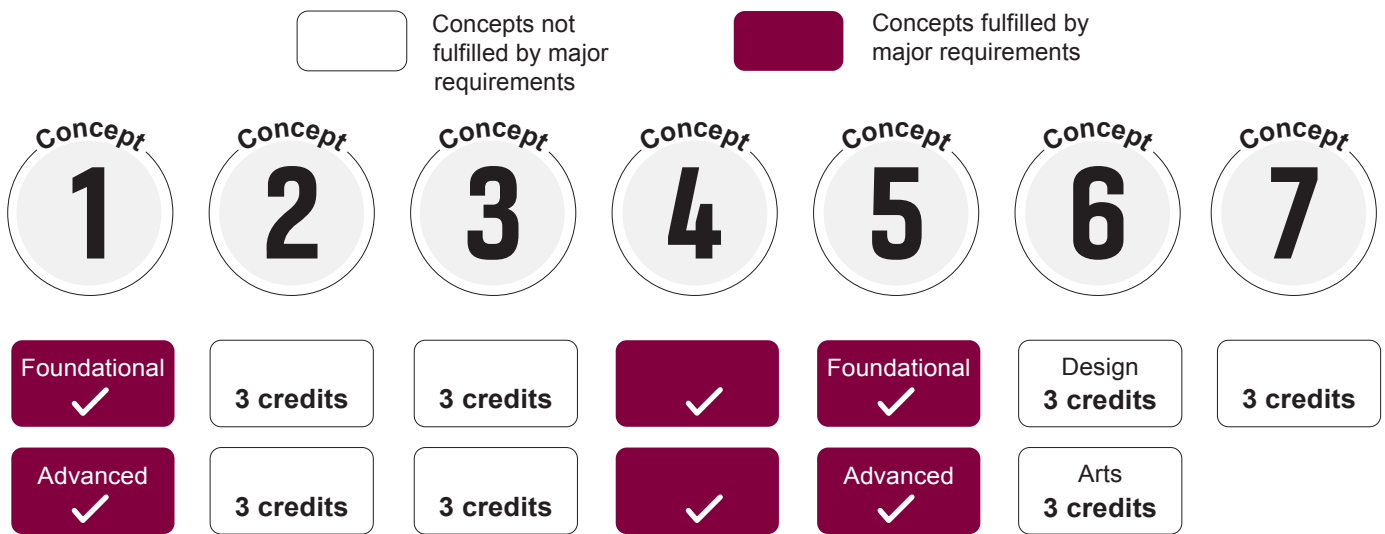 Concepts not
fulfilled by major
requirements
Concepts fulfilled by
major requirements
Concept
1
Concept
2
Concept
3
Concept
4
Concept
5
Concept
6
Concept
7
Foundational
3 credits
3 credits
Foundational
Design
3 credits
3 credits
Advanced
3 credits
3 credits
Advanced
Arts
3 credits